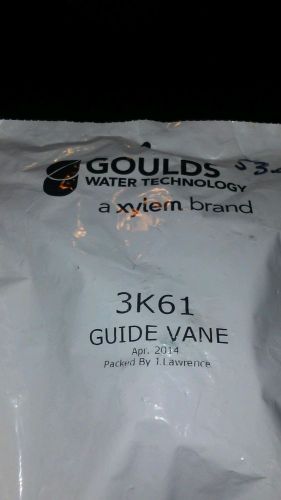 GOULDS
WATER TECHNOLOGY
a xylem brand
3K61
GUIDE VANE
Apr. 2014
Packed By J.Lawrence